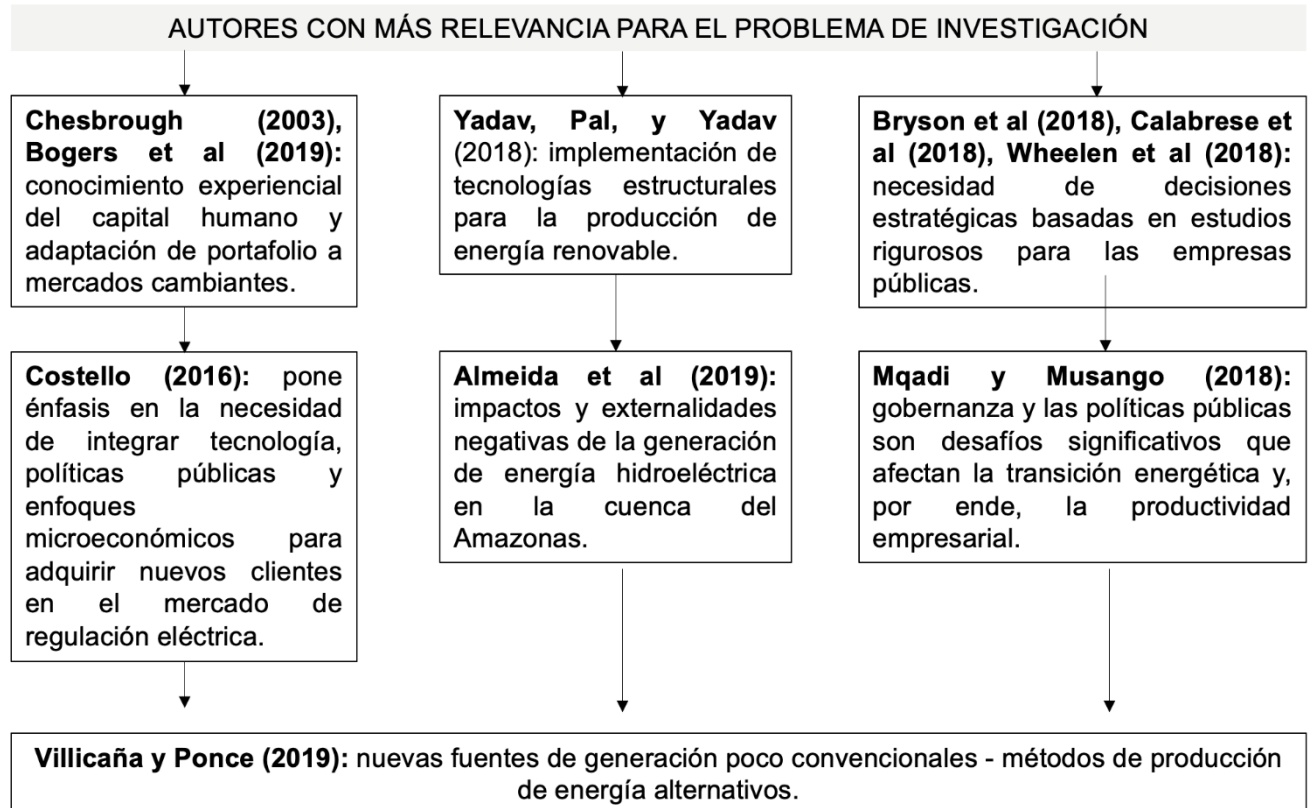 AUTORES CON MÁS RELEVANCIA PARA EL PROBLEMA DE INVESTIGACIÓN
Chesbrough (2003),
Bogers et al (2019):
conocimiento experiencial
del capital humano y
adaptación de portafolio a
mercados cambiantes.
Yadav, Pal, y Yadav
(2018): implementación de
tecnologías estructurales
para la producción de
energía renovable.
Bryson et al (2018), Calabrese et
al (2018), Wheelen et al (2018):
necesidad de decisiones
estratégicas basadas en estudios
rigurosos para las empresas
públicas.
Costello (2016): pone
énfasis en la necesidad
de integrar tecnología,
políticas públicas y
enfoques
microeconómicos para
adquirir nuevos clientes
en el mercado de
regulación eléctrica.
Almeida et al (2019):
impactos y externalidades
negativas de la generación
de energía hidroeléctrica
en la cuenca del
Amazonas.
Mqadi y Musango (2018):
gobernanza y las políticas públicas
son desafíos significativos que
afectan la transición energética y,
por ende, la productividad
empresarial.
Villicaña y Ponce (2019): nuevas fuentes de generación poco convencionales - métodos de producción
de energía alternativos.